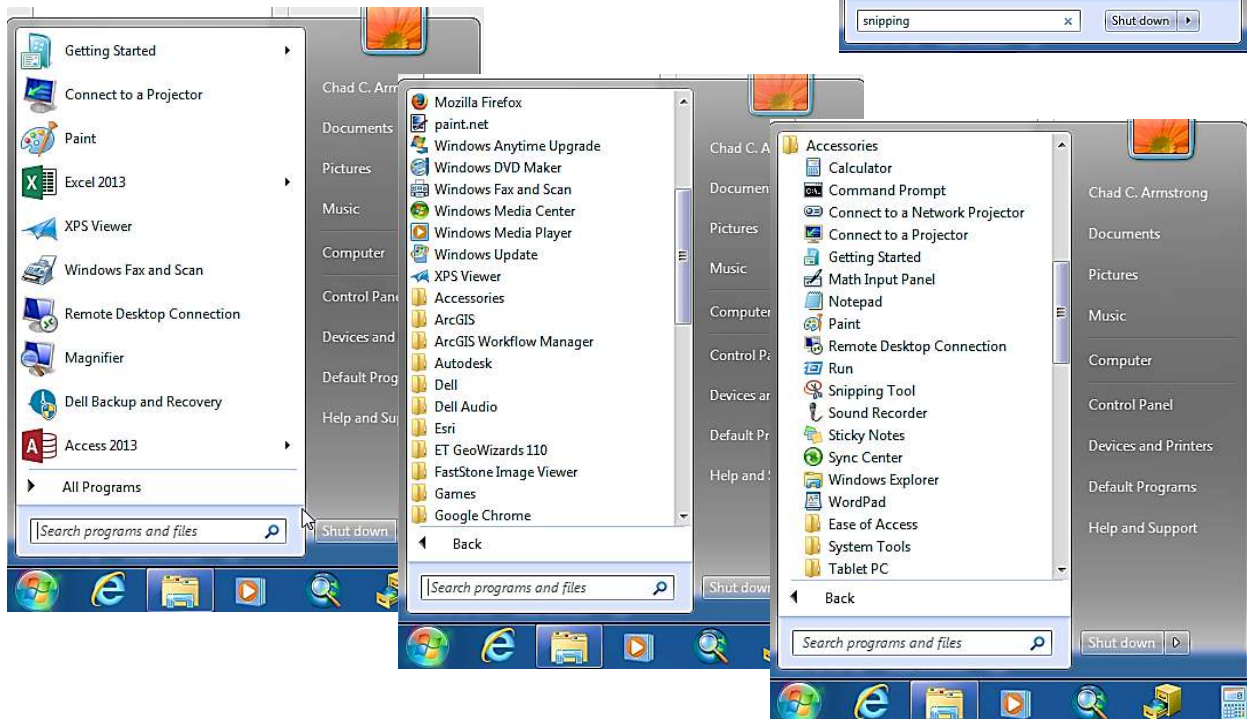 snipping
Shut down
Getting Started
Connect to a Projector
Paint
Excel 2013
XPS Viewer
Windows Fax and Scan
Remote Desktop Connection
Magnifier
Dell Backup and Recovery
Access 2013
All Programs
Search programs and files
Chad C. Arm
Documents
Pictures
Music
Computer
Control Pan
Devices and
Default Prog
Help and Su
Shut down
Mozilla Firefox
paint.net
Windows Anytime Upgrade
Windows DVD Maker
Windows Fax and Scan
Windows Media Center
Windows Media Player
Windows Update
XPS Viewer
Accessories
ArcGIS
ArcGIS Workflow Manager
Autodesk
Dell
Dell Audio
Esri
ET GeoWizards 110
FastStone Image Viewer
Games
Google Chrome
Back
Search programs and files
Chad C. A
Documen
Pictures
Music
Computer
Control Pa
Devices ar
Default Pr
Help and
Shut down
Accessories
Calculator
Command Prompt
Connect to a Network Projector
Connect to a Projector
Getting Started
Math Input Panel
Notepad
Paint
Remote Desktop Connection
Run
Snipping Tool
Sound Recorder
Sticky Notes
Sync Center
Windows Explorer
WordPad
Ease of Access
System Tools
Tablet PC
Back
Search programs and files
Chad C. Armstrong
Documents
Pictures
Music
Computer
Control Panel
Devices and Printers
Default Programs
Help and Support
Shut down